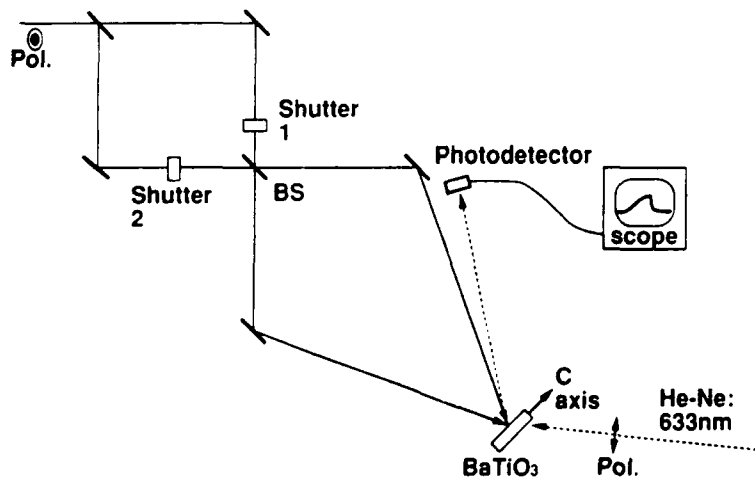 Pol.
Shutter
1
Shutter
2
BS
Photodetector
scope
C
axis
He-Ne:
633nm
BaTiO₃
Pol.